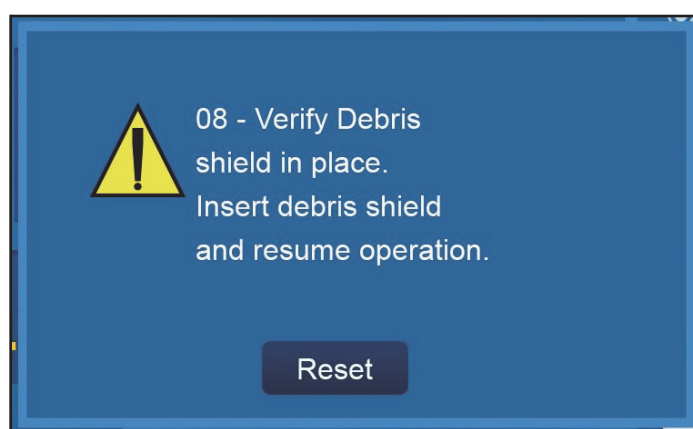 08 - Verify Debris
shield in place.
Insert debris shield
and resume operation.
Reset